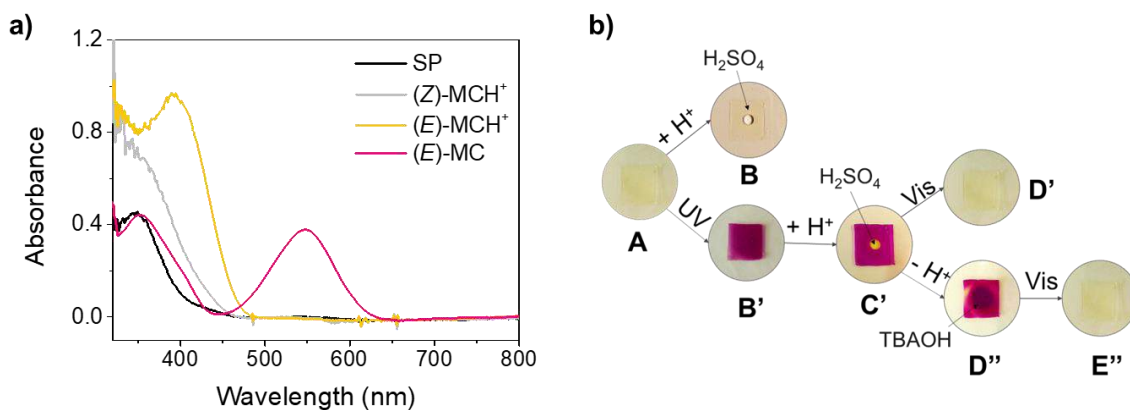 a)
1.2
0.8
0.4
0.0
Absorbance
400
500
600
700
800
Wavelength (nm)
SP
(Z)-MCH⁺
(E)-MCH⁺
(E)-MC
b)
H₂SO₄
+ H⁺
B
A
UV
B'
H₂SO₄
+ H⁺
C'
Vis
D'
- H⁺
TBAOH
D''
Vis
E''